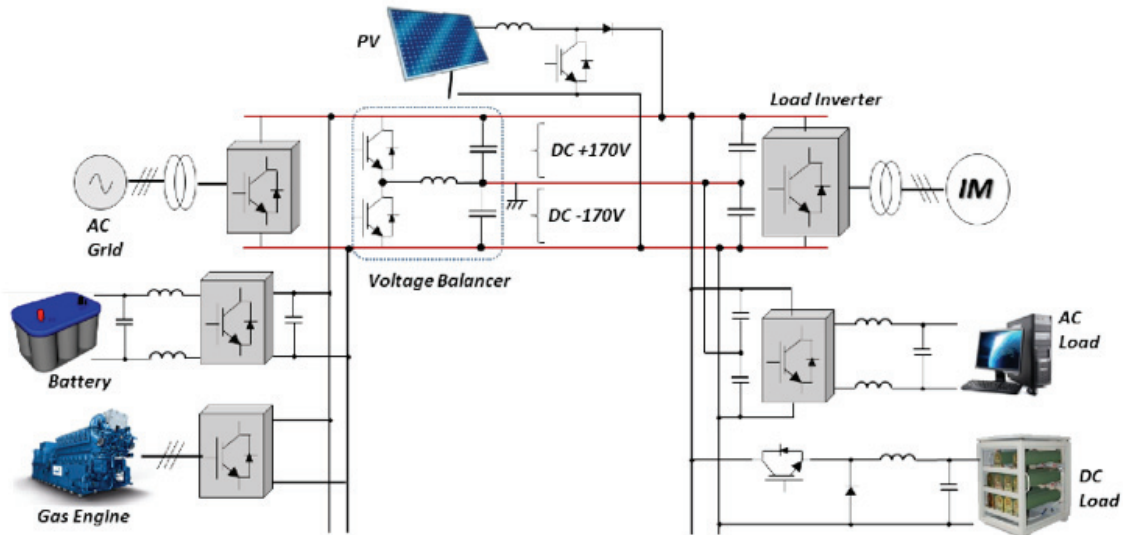 PV
Load Inverter
DC +170V
DC -170V
AC
Grid
IM
Voltage Balancer
Battery
AC
Load
Gas Engine
DC
Load